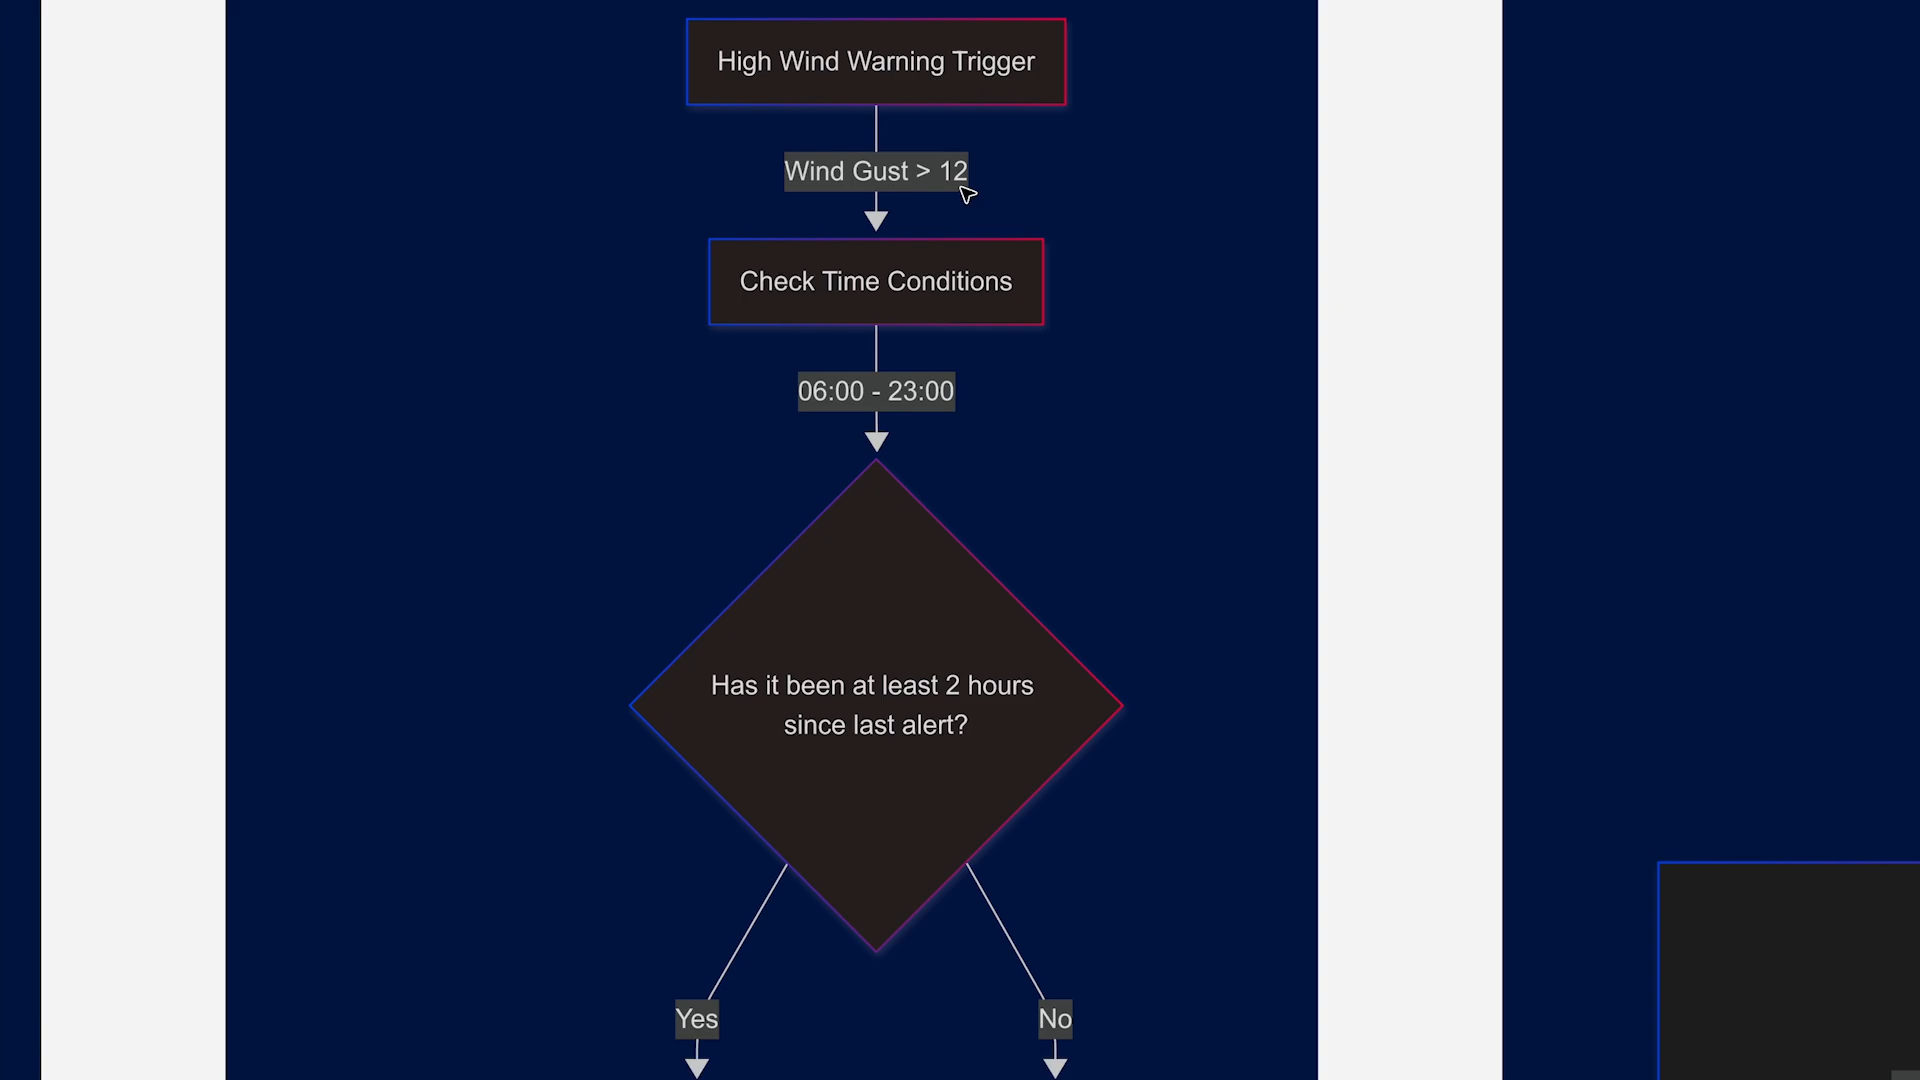 High Wind Warning Trigger
Wind Gust > 12
Check Time Conditions
06:00 - 23:00
Has it been at least 2 hours
since last alert?
Yes
No